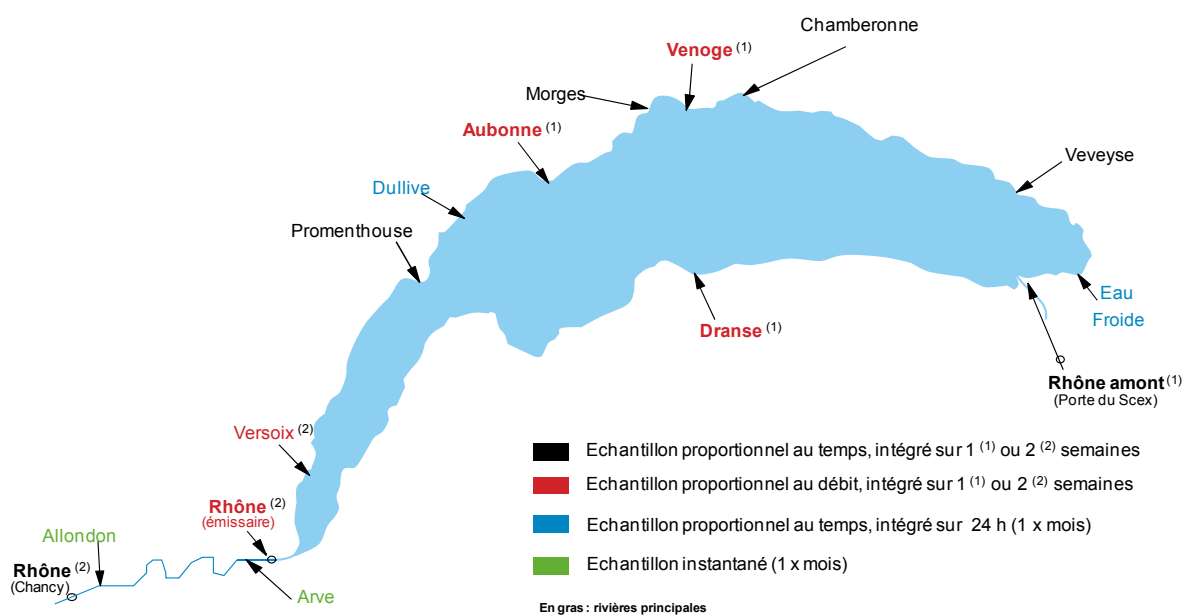 Chamberonne
Venoge (1)
Morges
Aubonne (1)
Veveyse
Dullive
Promenthouse
Eau
Froide
Dranse (1)
Rhône amont (1)
(Porte du Scex)
Versoix (2)
Rhône (2)
(émissaire)
Allondon
Rhône (2)
(Chancy)
Arve
Echantillon proportionnel au temps, intégré sur 1 (1) ou 2 (2) semaines
Echantillon proportionnel au débit, intégré sur 1 (1) ou 2 (2) semaines
Echantillon proportionnel au temps, intégré sur 24 h (1 x mois)
Echantillon instantané (1 x mois)
En gras : rivières principales